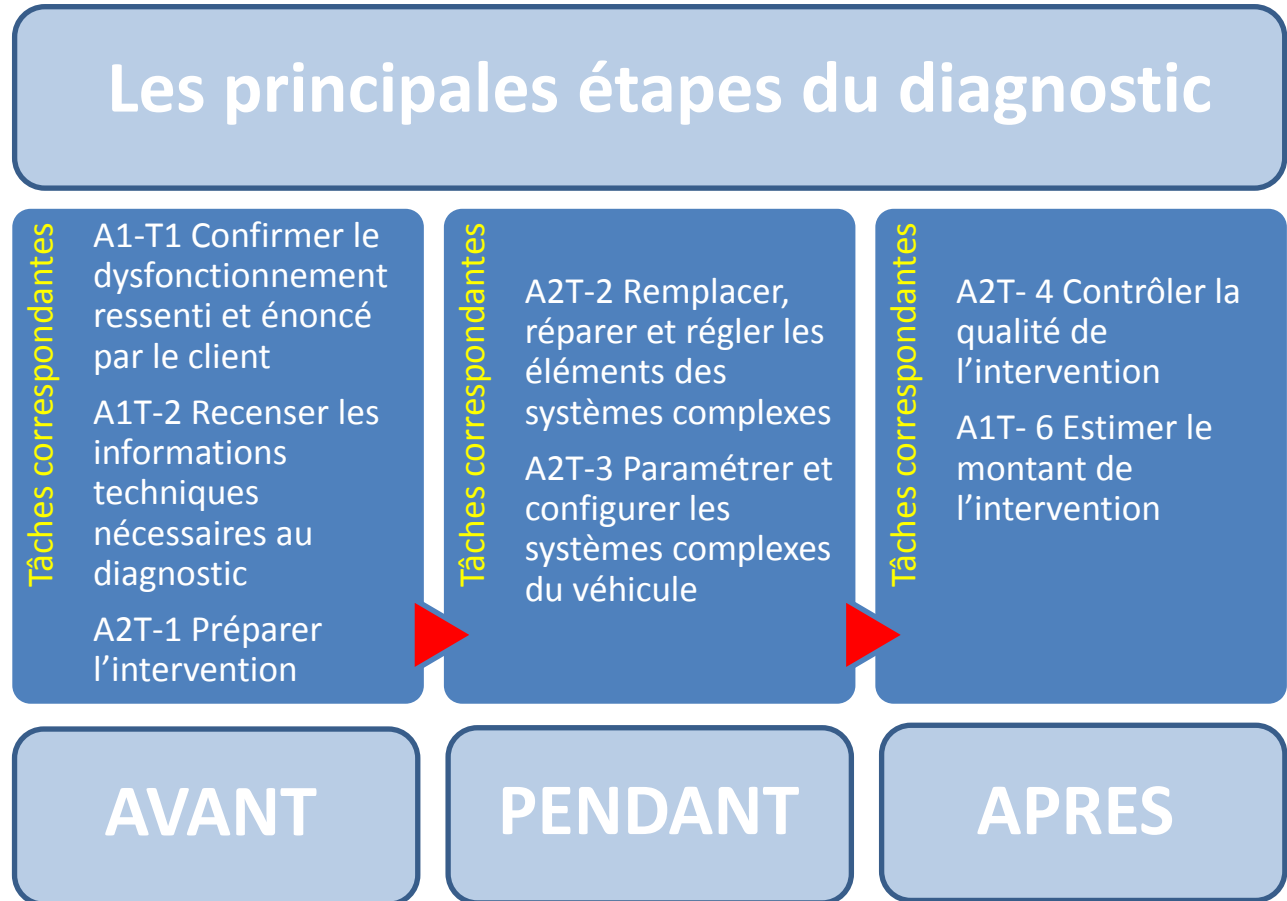 Les principales étapes du diagnostic
Tâches correspondantes
A1-T1 Confirmer le
dysfonctionnement
ressenti et énoncé
par le client
A1T-2 Recenser les
informations
techniques
nécessaires au
diagnostic
A2T-1 Préparer
l’intervention
Tâches correspondantes
A2T-2 Remplacer,
réparer et régler les
éléments des
systèmes complexes
A2T-3 Paramétrer et
configurer les
systèmes complexes
du véhicule
Tâches correspondantes
A2T- 4 Contrôler la
qualité de
l’intervention
A1T- 6 Estimer le
montant de
l’intervention
AVANT
PENDANT
APRES